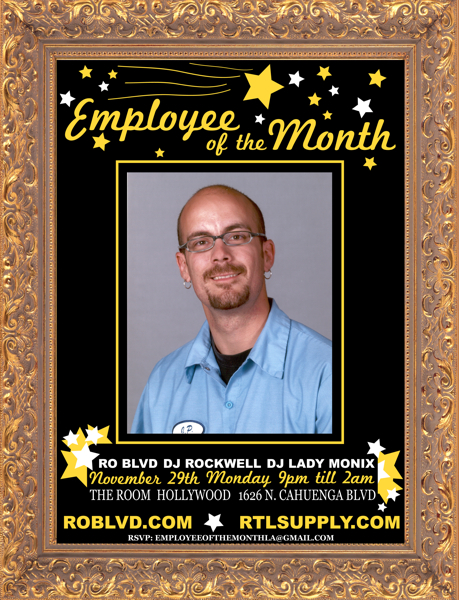 Employee
of the Month
J.P.
RO BLVD DJ ROCKWELL DJ LADY MONIX
November 29th Monday 9pm till 2am
THE ROOM HOLLYWOOD 1626 N. CAHUENGA BLVD
ROBLVD.COM RTLSUPPLY.COM
RSVP: EMPLOYEEOFTHEMONTHLA@GMAIL.COM